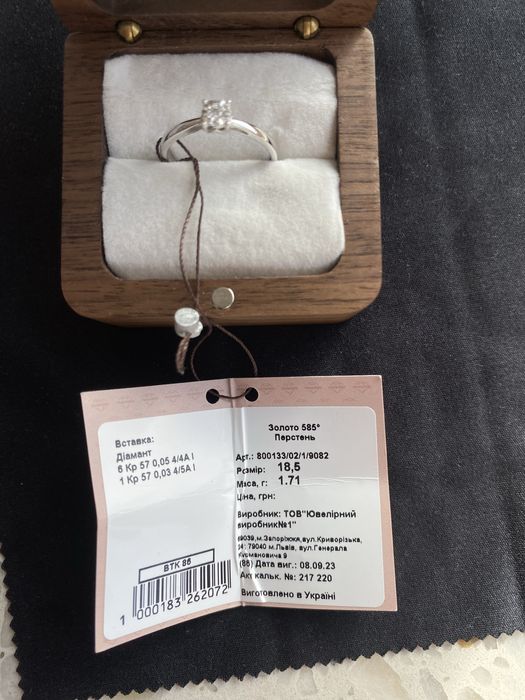 Вставка:
Діамант
6 Кр 57 0,05 4/4А І
1 Кр 57 0,03 4/5А І
ВТК 86
1 000183 262072
Золото 585°
Перстень
Арт.: 800133/02/1/9082
Розмір: 18,5
Маса, г: 1.71
Ціна, грн:
Виробник: ТОВ"Ювелірний
виробник№1"
69039, м.Запоріжжя,вул.Криворізька,
79040 м.Львів, вул.Генерала
9
(86) Дата виг.: 08.09.23
Акт кальк. №: 217 220
Виготовлено в Україні